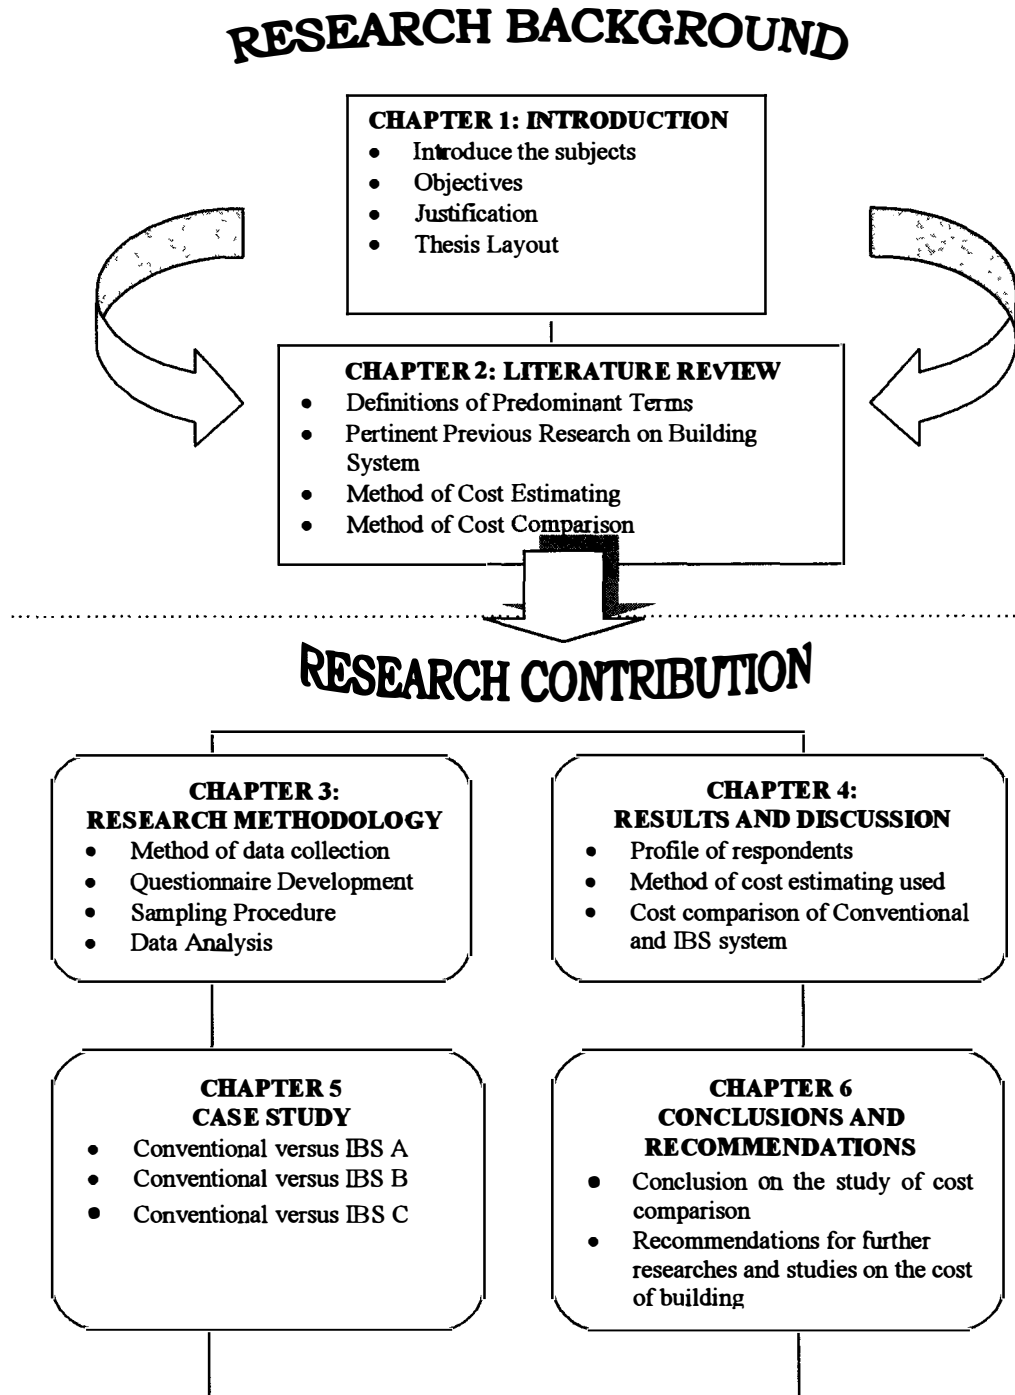 RESEARCH BACKGROUND
CHAPTER 1: INTRODUCTION
• Introduce the subjects
• Objectives
• Justification
• Thesis Layout
CHAPTER 2: LITERATURE REVIEW
• Definitions of Predominant Terms
• Pertinent Previous Research on Building
System
• Method of Cost Estimating
• Method of Cost Comparison
RESEARCH CONTRIBUTION
CHAPTER 3:
RESEARCH METHODOLOGY
• Method of data collection
• Questionnaire Development
• Sampling Procedure
• Data Analysis
CHAPTER 4:
RESULTS AND DISCUSSION
• Profile of respondents
• Method of cost estimating used
• Cost comparison of Conventional
and IBS system
CHAPTER 5
CASE STUDY
• Conventional versus IBS A
• Conventional versus IBS B
• Conventional versus IBS C
CHAPTER 6
CONCLUSIONS AND
RECOMMENDATIONS
• Conclusion on the study of cost
comparison
• Recommendations for further
researches and studies on the cost
of building